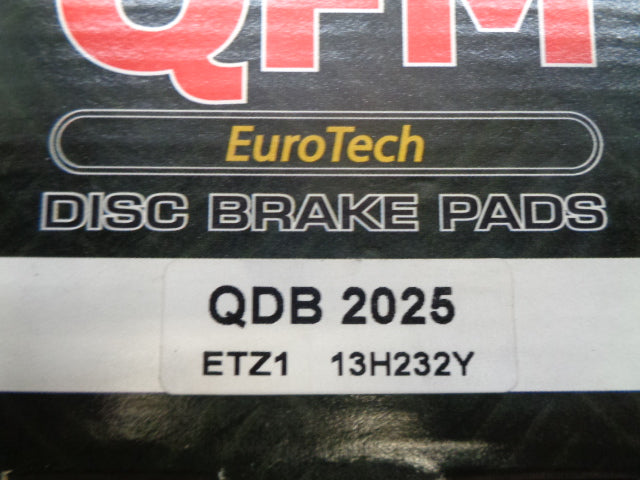 QFM
EuroTech
DISC BRAKE PADS
QDB 2025
ETZ1 13H232Y